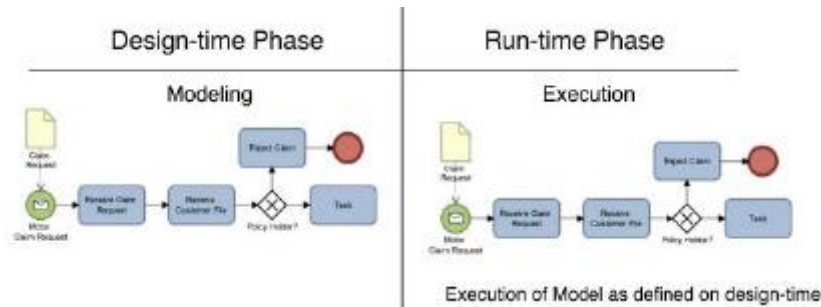 Design-time Phase
Run-time Phase
Modeling
Execution
Claim
Request
Reject Claim
Receive Claim
Request
Receive
Customer File
Task
Motor
Claim Request
Policy Holder?
Claim
Request
Reject Claim
Receive Claim
Request
Receive
Customer File
Task
Motor
Claim Request
Policy Holder?
Execution of Model as defined on design-time